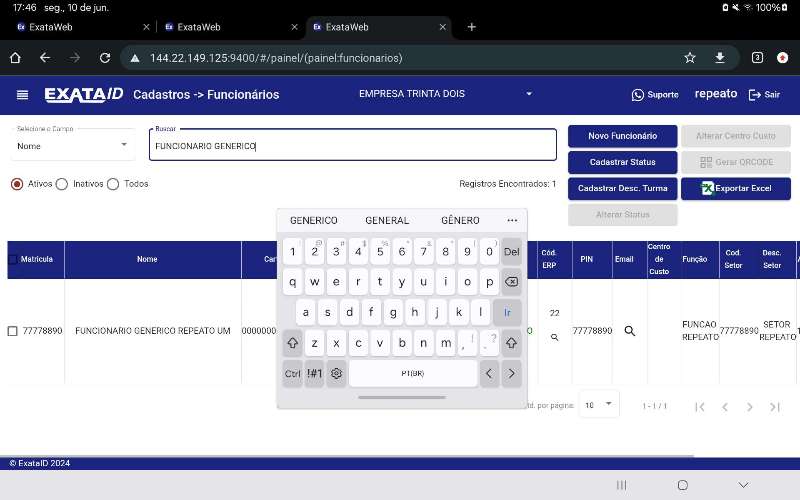 17:46 seg., 10 de jun. 100%
ExataWeb ExataWeb ExataWeb
144.22.149.125:9400/#/painel/(painel:funcionarios) 3
EXATAID Cadastros -> Funcionários EMPRESA TRINTA DOIS Suporte repeato Sair
Selecione o Campo
Nome
Buscar
FUNCIONARIO GENERICO
Novo Funcionário Alterar Centro Custo
Cadastrar Status Gerar QRCODE
Cadastrar Desc. Turma Exportar Excel
Alterar Status
Ativos Inativos Todos Registros Encontrados: 1
GENERICO GENERAL GÊNERO ...
1 2 3 4 5 6 7 8 9 0 Del
q w e r t y u i o p
a s d f g h j k l Ir
z x c v b n m , ! . ?
Ctrl !#1 PT(BR) < >
Matricula Nome Cart Cód. ERP PIN Email Centro de Custo Função Cod. Setor Desc. Setor
77778890 FUNCIONARIO GENERICO REPEATO UM 0000000 22 77778890 FUNCAO REPEATO 77778890 SETOR REPEATO
td. por página: 10 1 - 1 / 1
© ExataID 2024